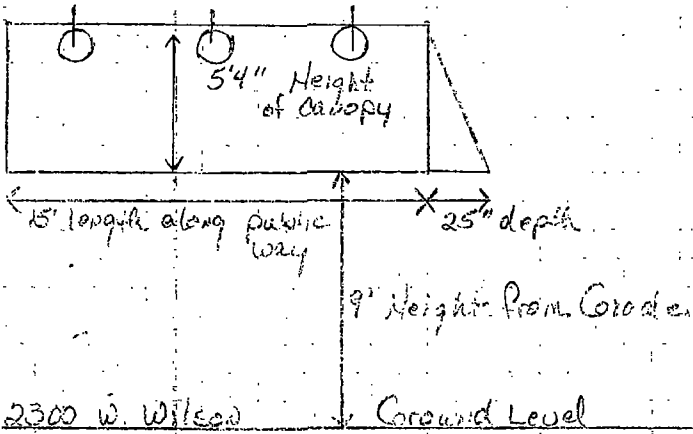 5'4" Height
of Canopy
15' length along public
way
25" depth
9' Height from Grade
2300 W. Wilson
Ground Level